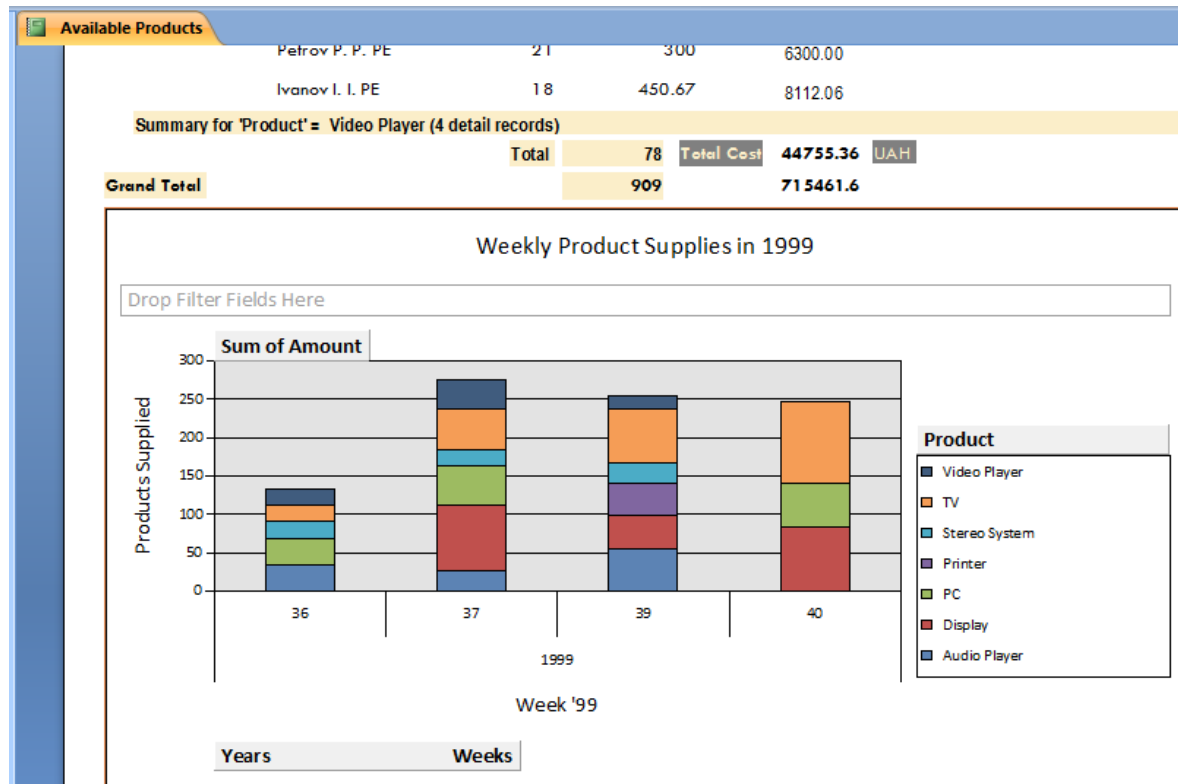 Available Products
Petrov P. P. PE 21 300 6300.00
Ivanov I. I. PE 18 450.67 8112.06
Summary for 'Product' = Video Player (4 detail records)
Total 78 Total Cost 44755.36 UAH
Grand Total 909 715461.6
Weekly Product Supplies in 1999
Drop Filter Fields Here
Sum of Amount
Products Supplied
300
250
200
150
100
50
0
36 37 39 40
1999
Week '99
Product
Video Player
TV
Stereo System
Printer
PC
Display
Audio Player
Years Weeks